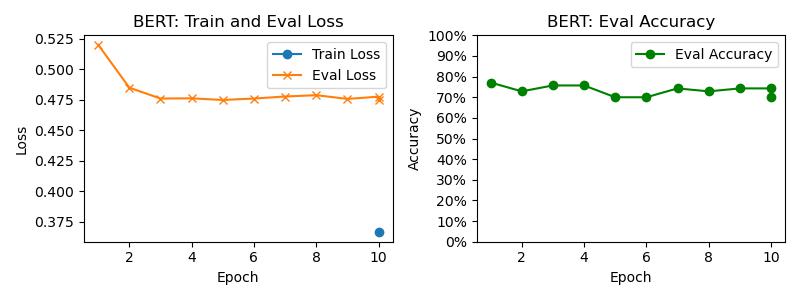 BERT: Train and Eval Loss
Train Loss
Eval Loss
0.525
0.500
0.475
0.450
0.425
0.400
0.375
Loss
2 4 6 8 10
Epoch
BERT: Eval Accuracy
Eval Accuracy
100%
90%
80%
70%
60%
50%
40%
30%
20%
10%
0%
Accuracy
2 4 6 8 10
Epoch